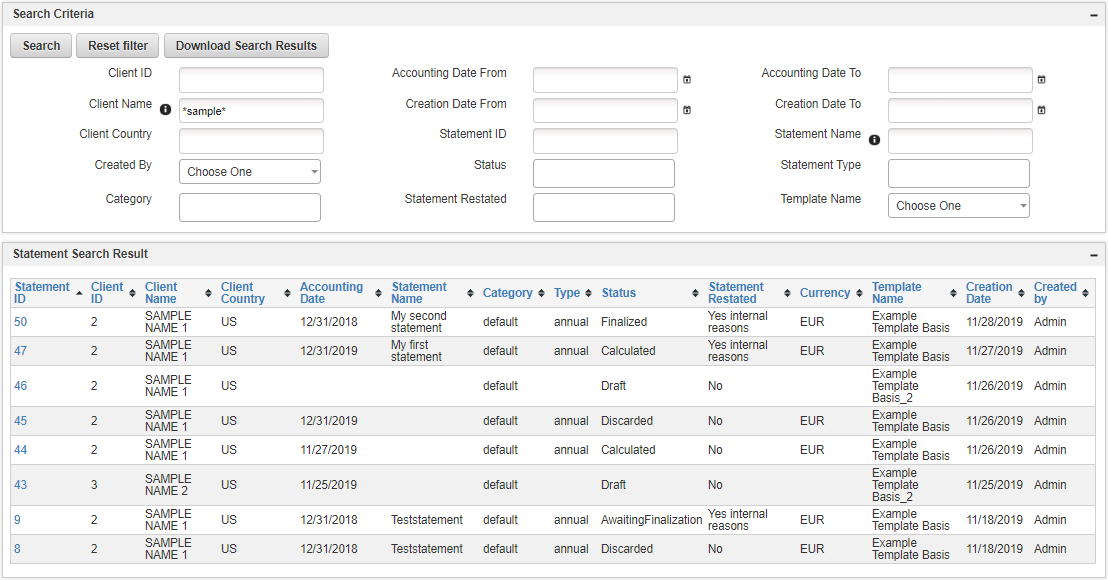 Search Criteria
Search Reset filter Download Search Results
Client ID Accounting Date From Accounting Date To
Client Name *sample* Creation Date From Creation Date To
Client Country Statement ID Statement Name
Created By Choose One Status Statement Type
Category Statement Restated Template Name Choose One
Statement Search Result
Statement ID Client ID Client Name Client Country Accounting Date Statement Name Category Type Status Statement Restated Currency Template Name Creation Date Created by
50 2 SAMPLE NAME 1 US 12/31/2018 My second statement default annual Finalized Yes internal reasons EUR Example Template Basis 11/28/2019 Admin
47 2 SAMPLE NAME 1 US 12/31/2019 My first statement default annual Calculated Yes internal reasons EUR Example Template Basis 11/27/2019 Admin
46 2 SAMPLE NAME 1 US default Draft No Example Template Basis_2 11/26/2019 Admin
45 2 SAMPLE NAME 1 US 12/31/2019 default annual Discarded No EUR Example Template Basis 11/26/2019 Admin
44 2 SAMPLE NAME 1 US 11/27/2019 default annual Calculated No EUR Example Template Basis 11/26/2019 Admin
43 3 SAMPLE NAME 2 US 11/25/2019 default Draft No Example Template Basis_2 11/25/2019 Admin
9 2 SAMPLE NAME 1 US 12/31/2018 Teststatement default annual AwaitingFinalization Yes internal reasons EUR Example Template Basis 11/18/2019 Admin
8 2 SAMPLE NAME 1 US 12/31/2018 Teststatement default annual Discarded No EUR Example Template Basis 11/18/2019 Admin